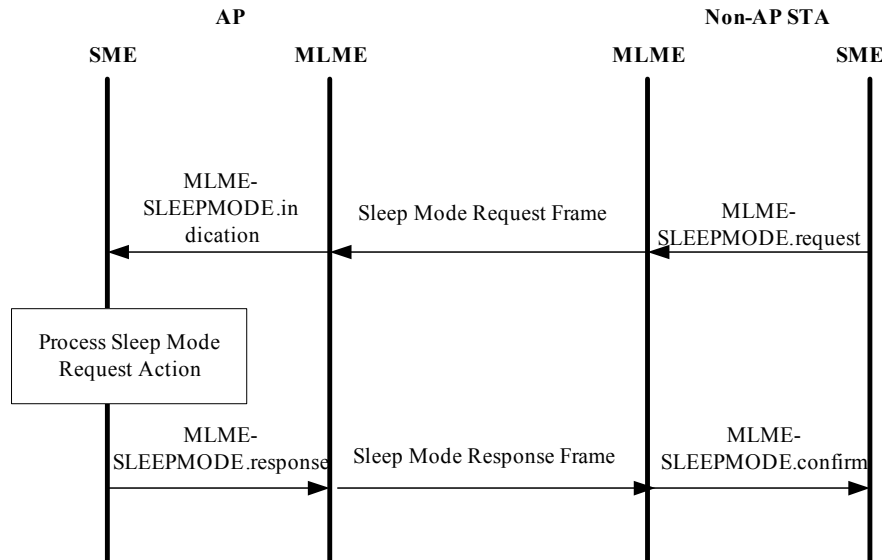 AP
Non-AP STA
SME
MLME
MLME
SME
MLME-
SLEEPMODE.in
dication
Sleep Mode Request Frame
MLME-
SLEEPMODE.request
Process Sleep Mode
Request Action
MLME-
SLEEPMODE.response
Sleep Mode Response Frame
MLME-
SLEEPMODE.confirm